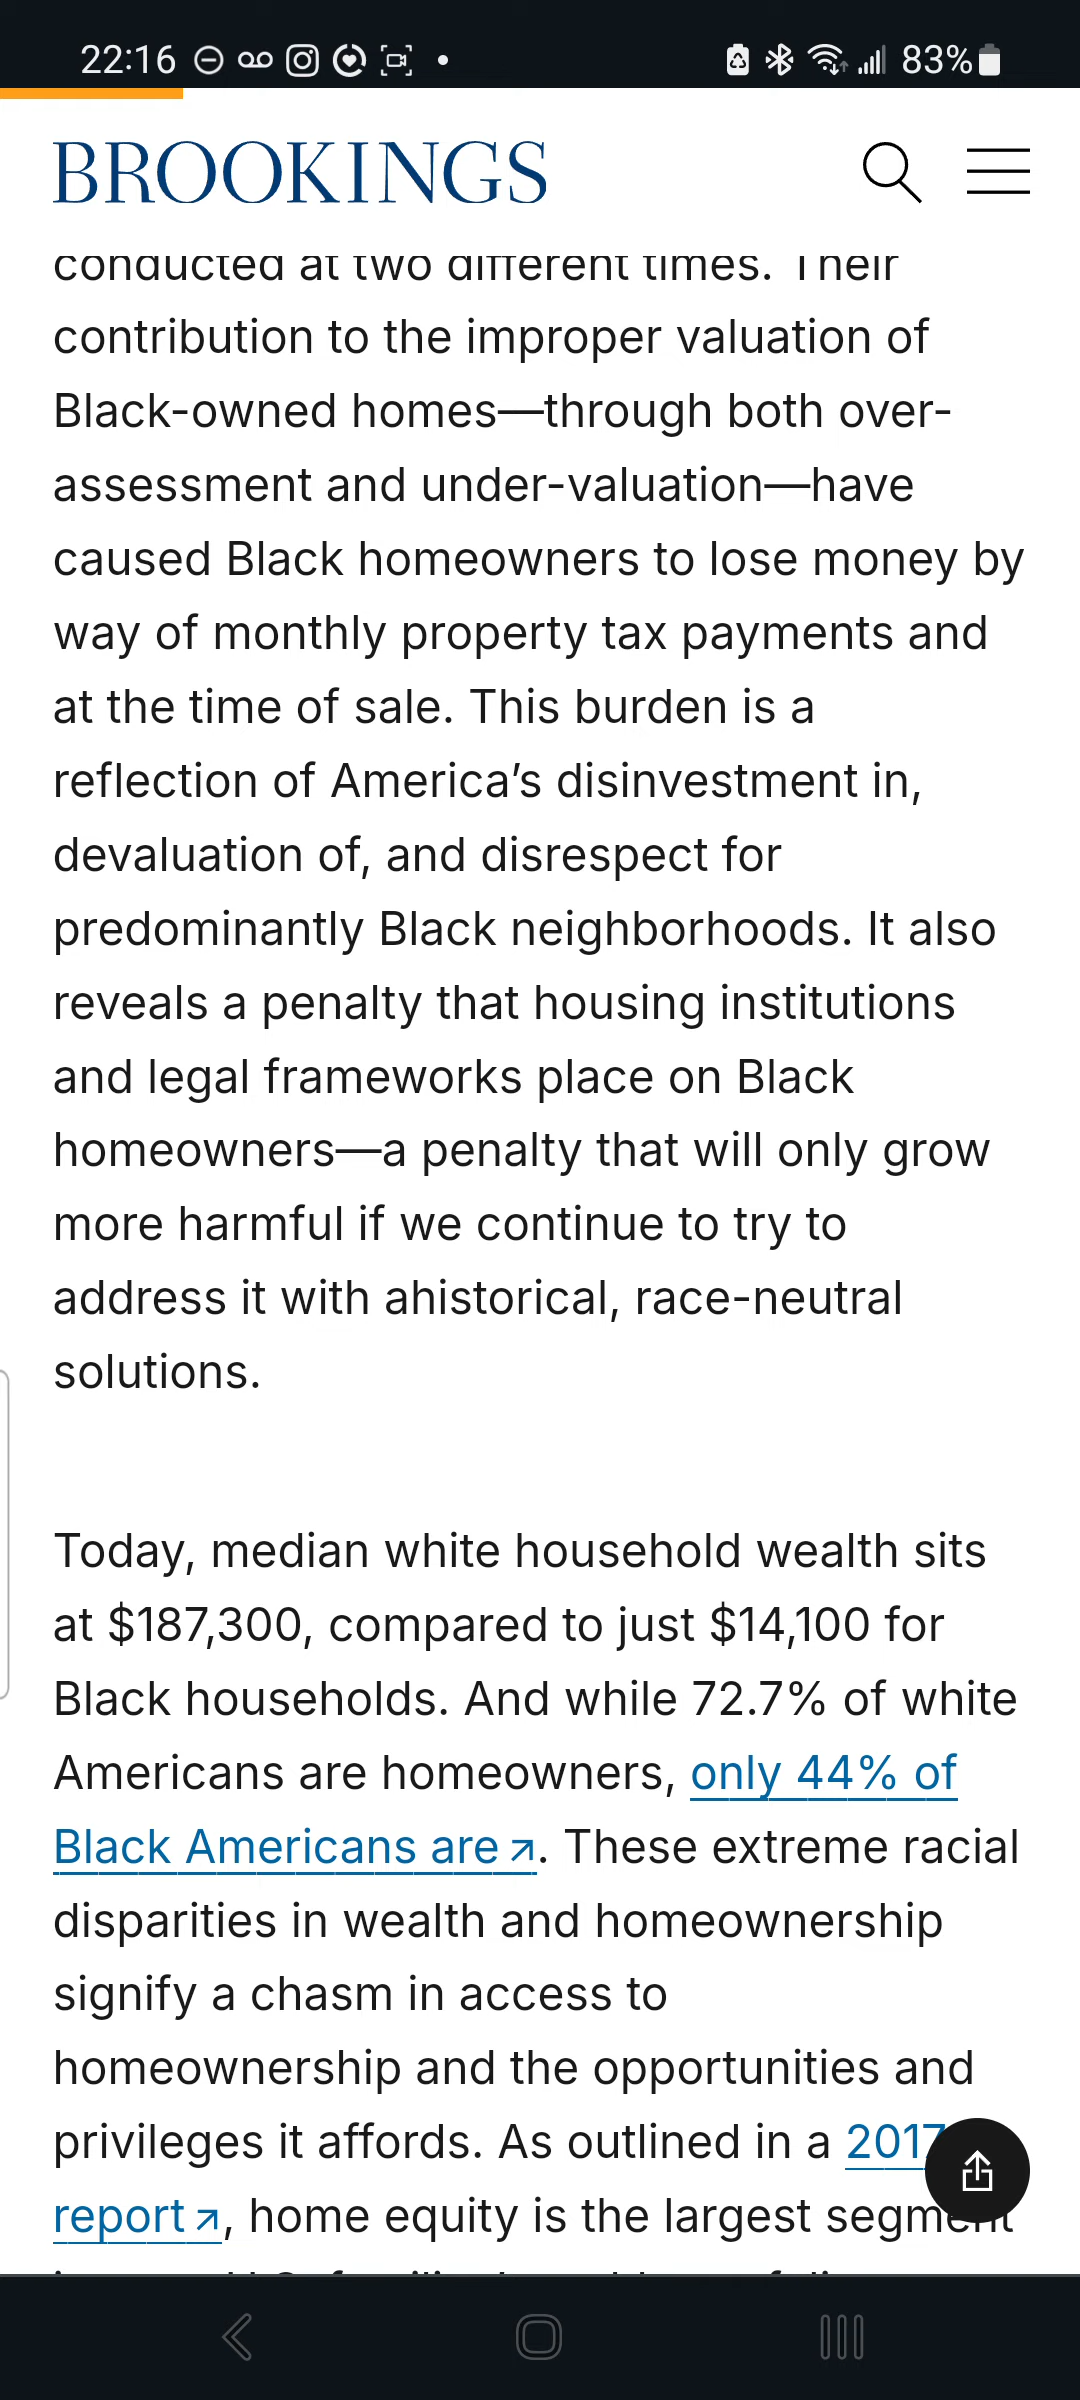 22:16
83%
BROOKINGS
conducted at two different times. Their
contribution to the improper valuation of
Black-owned homes—through both over-
assessment and under-valuation—have
caused Black homeowners to lose money by
way of monthly property tax payments and
at the time of sale. This burden is a
reflection of America’s disinvestment in,
devaluation of, and disrespect for
predominantly Black neighborhoods. It also
reveals a penalty that housing institutions
and legal frameworks place on Black
homeowners—a penalty that will only grow
more harmful if we continue to try to
address it with ahistorical, race-neutral
solutions.
Today, median white household wealth sits
at $187,300, compared to just $14,100 for
Black households. And while 72.7% of white
Americans are homeowners, only 44% of
Black Americans are. These extreme racial
disparities in wealth and homeownership
signify a chasm in access to
homeownership and the opportunities and
privileges it affords. As outlined in a 2017
report, home equity is the largest segment